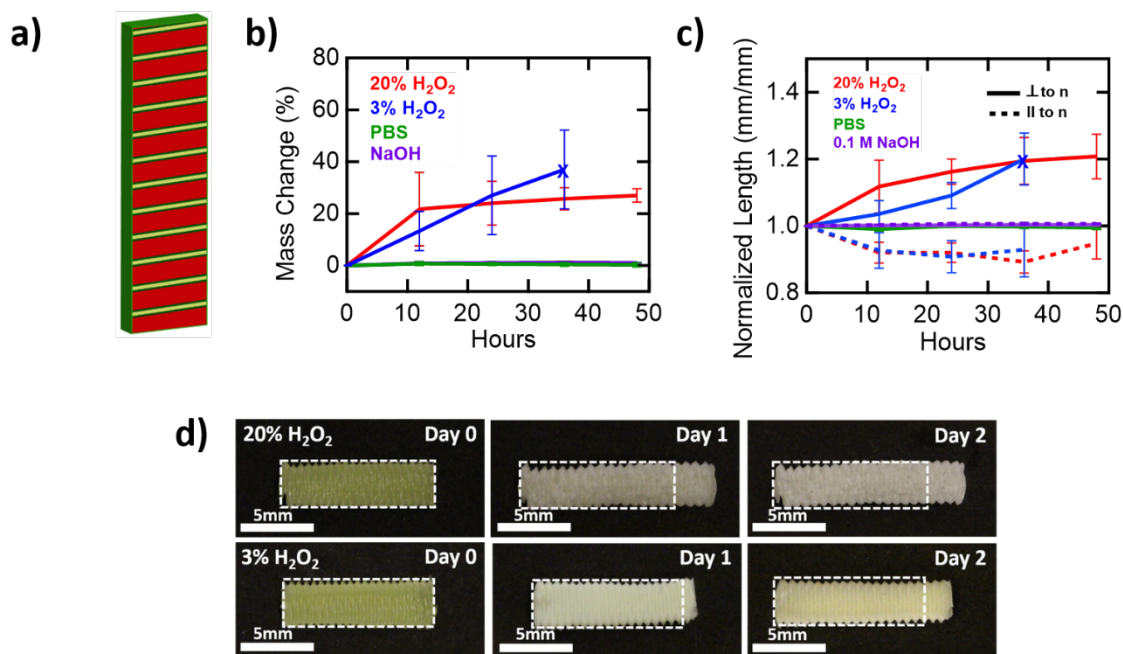 a)
b)
Mass Change (%)
80
60
40
20
0
20% H₂O₂
3% H₂O₂
PBS
NaOH
0 10 20 30 40 50
Hours
X
c)
Normalized Length (mm/mm)
1.4
1.2
1.0
0.8
20% H₂O₂
3% H₂O₂
PBS
0.1 M NaOH
⊥ to n
II to n
X
0 10 20 30 40 50
Hours
d)
20% H₂O₂ Day 0
5mm
Day 1
5mm
Day 2
5mm
3% H₂O₂ Day 0
5mm
Day 1
5mm
Day 2
5mm